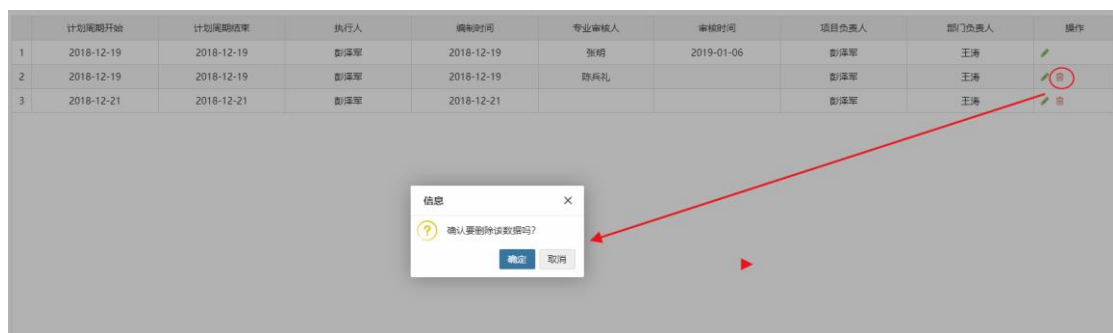 计划周期开始 计划周期结束 执行人 编制时间 专业审核人 审核时间 项目负责人 部门负责人 操作
1 2018-12-19 2018-12-19 彭泽军 2018-12-19 张明 2019-01-06 彭泽军 王涛
2 2018-12-19 2018-12-19 彭泽军 2018-12-19 陈兵礼 彭泽军 王涛
3 2018-12-21 2018-12-21 彭泽军 2018-12-21 彭泽军 王涛
信息
确认要删除该数据吗?
确定 取消